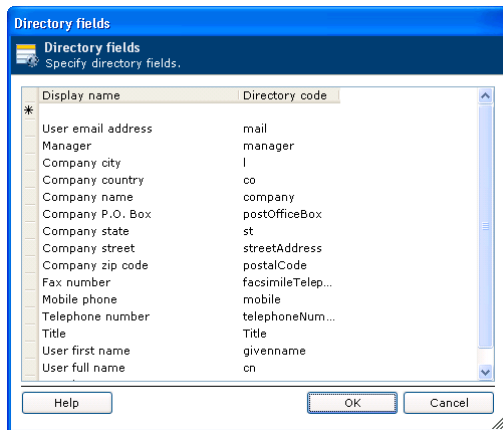 Directory fields
Directory fields
Specify directory fields.
Display name Directory code
*
User email address mail
Manager manager
Company city l
Company country co
Company name company
Company P.O. Box postOfficeBox
Company state st
Company street streetAddress
Company zip code postalCode
Fax number facsimileTelep...
Mobile phone mobile
Telephone number telephoneNum...
Title Title
User first name givenname
User full name cn
Help OK Cancel